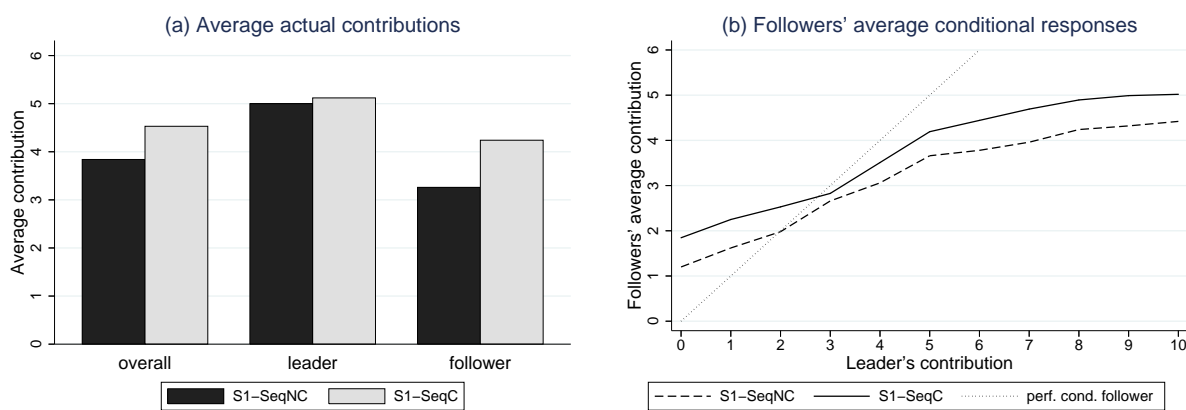 (a) Average actual contributions
Average contribution
6
5
4
3
2
1
0
overall leader follower
S1−SeqNC S1−SeqC
(b) Followers’ average conditional responses
Followers’ average contribution
6
5
4
3
2
1
0
0 1 2 3 4 5 6 7 8 9 10
Leader’s contribution
S1−SeqNC S1−SeqC perf. cond. follower